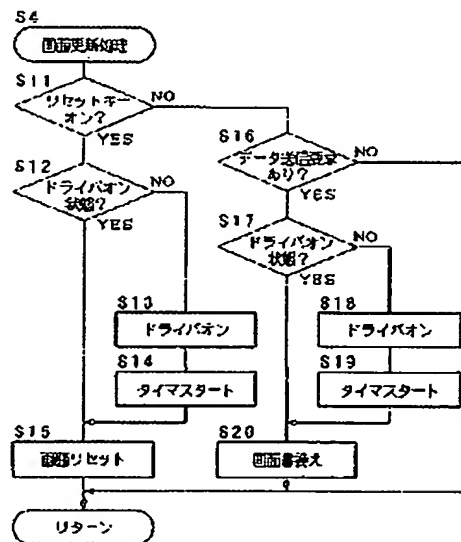 S4
画面更新処理
S11
リセットキー
オン？
NO
YES
S12
ドライバオン
状態？
NO
YES
S13
ドライバオン
S14
タイマスタート
S15
画面リセット
S16
データ送信要求
あり？
YES
S17
ドライバオン
状態？
NO
YES
S18
ドライバオン
S19
タイマスタート
S20
画面書換え
リターン